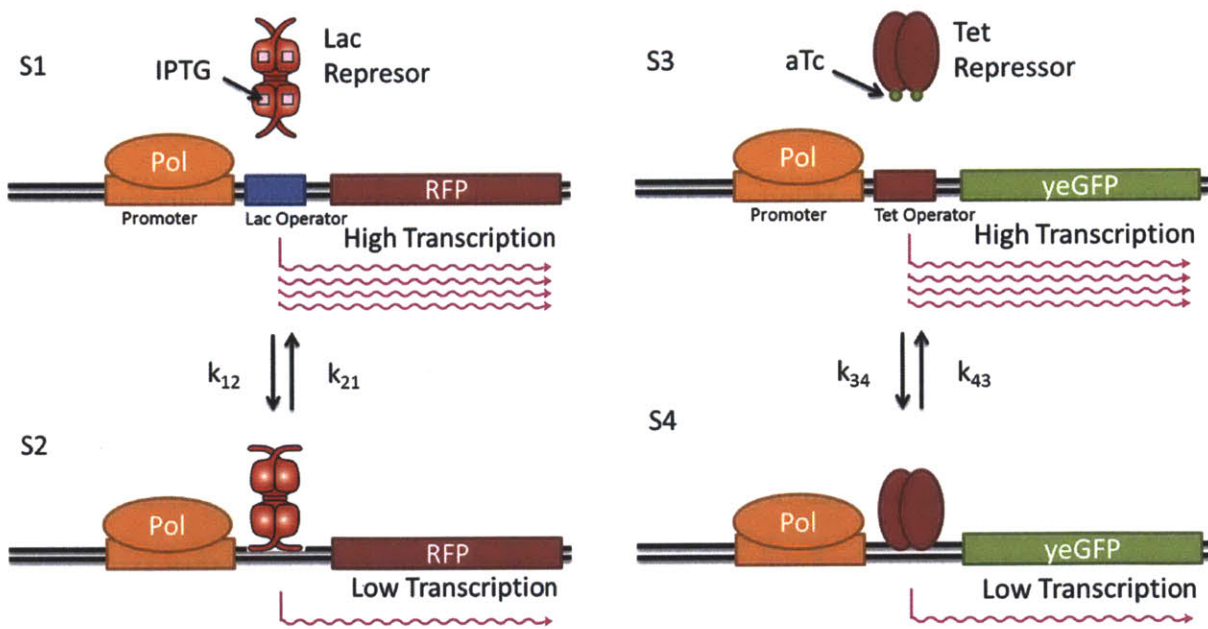 S1
IPTG
Lac
Represor
Pol
RFP
Promoter
Lac Operator
High Transcription
k12
k21
S2
Pol
RFP
Low Transcription
S3
aTc
Tet
Repressor
Pol
yeGFP
Promoter
Tet Operator
High Transcription
k34
k43
S4
Pol
yeGFP
Low Transcription